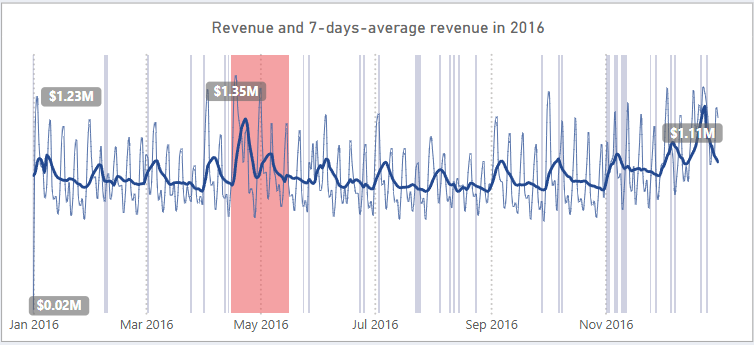 Revenue and 7-days-average revenue in 2016
$1.23M
$1.35M
$1.11M
$0.02M
Jan 2016
Mar 2016
May 2016
Jul 2016
Sep 2016
Nov 2016